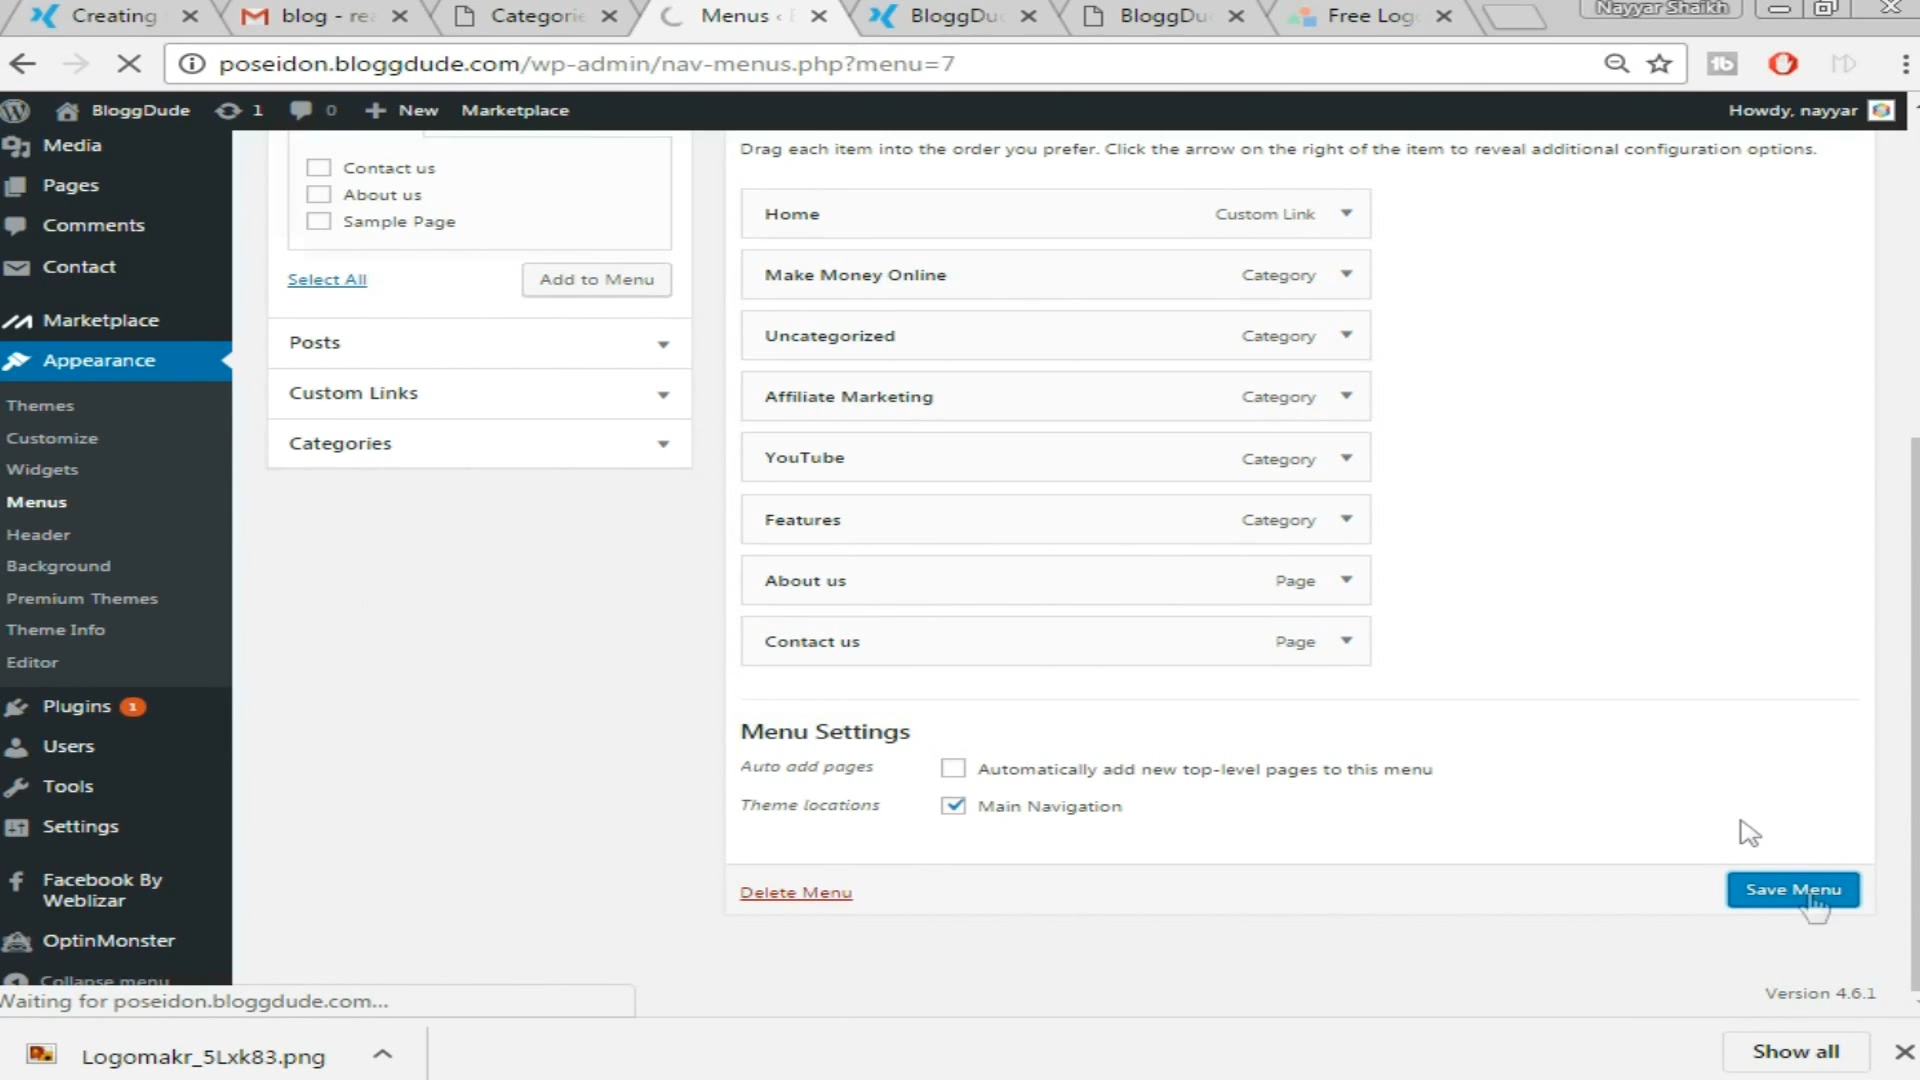 Creating
blog - re
Categorie
Menus ‹
BloggDu
BloggDu
Free Log
Nayyar Shaikh
poseidon.bloggdude.com/wp-admin/nav-menus.php?menu=7
BloggDude
1
0
New
Marketplace
Howdy, nayyar
Media
Pages
Comments
Contact
Marketplace
Appearance
Themes
Customize
Widgets
Menus
Header
Background
Premium Themes
Theme Info
Editor
Plugins 1
Users
Tools
Settings
Facebook By
Weblizar
OptinMonster
Collapse menu
Waiting for poseidon.bloggdude.com...
Contact us
About us
Sample Page
Select All
Add to Menu
Posts
Custom Links
Categories
Drag each item into the order you prefer. Click the arrow on the right of the item to reveal additional configuration options.
Home Custom Link
Make Money Online Category
Uncategorized Category
Affiliate Marketing Category
YouTube Category
Features Category
About us Page
Contact us Page
Menu Settings
Auto add pages Automatically add new top-level pages to this menu
Theme locations Main Navigation
Delete Menu
Save Menu
Version 4.6.1
Logomakr_5Lxk83.png
Show all